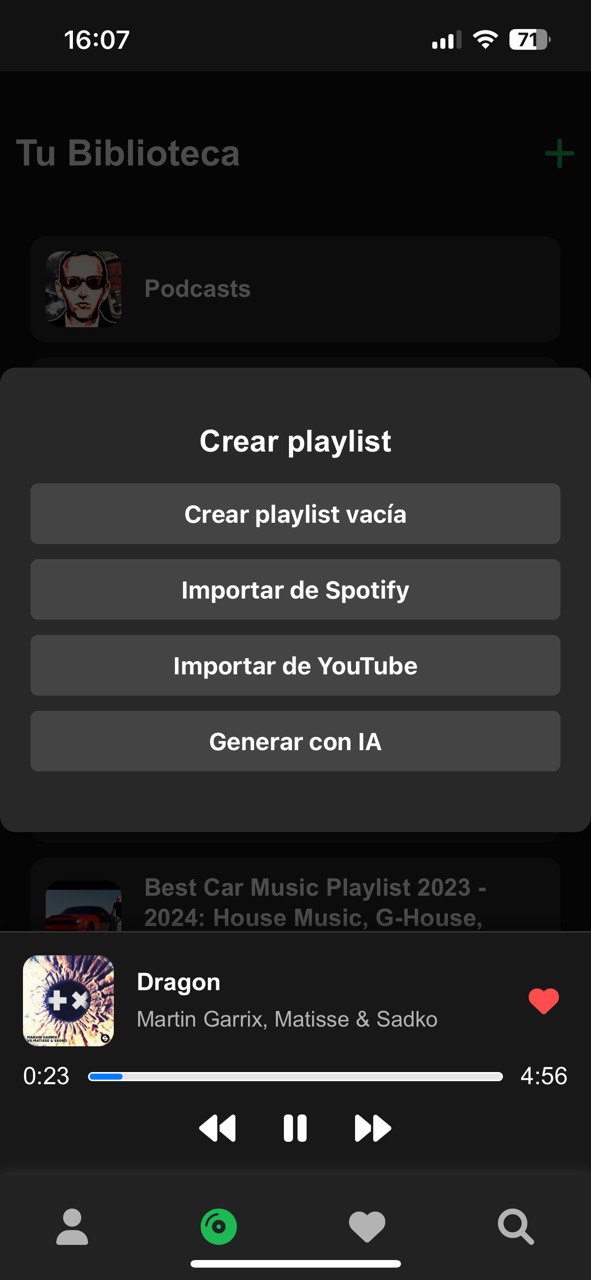 16:07
71
Tu Biblioteca
Podcasts
Crear playlist
Crear playlist vacía
Importar de Spotify
Importar de YouTube
Generar con IA
Best Car Music Playlist 2023 -
2024: House Music, G-House,
Dragon
Martin Garrix, Matisse & Sadko
0:23
4:56